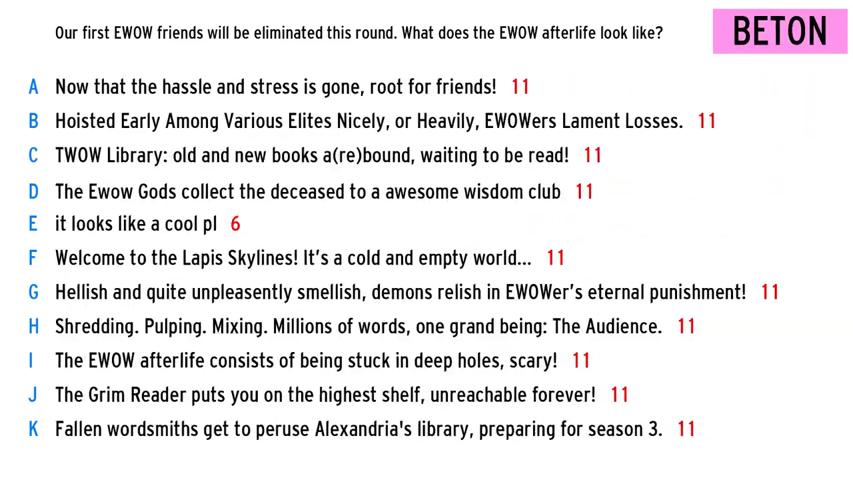 Our first EWOW friends will be eliminated this round. What does the EWOW afterlife look like?
BETON
A Now that the hassle and stress is gone, root for friends! 11
B Hoisted Early Among Various Elites Nicely, or Heavily, EWOWers Lament Losses. 11
C TWOW Library: old and new books a(re)bound, waiting to be read! 11
D The Ewow Gods collect the deceased to a awesome wisdom club 11
E it looks like a cool pl 6
F Welcome to the Lapis Skylines! It's a cold and empty world... 11
G Hellish and quite unpleasently smellish, demons relish in EWOWer's eternal punishment! 11
H Shredding. Pulping. Mixing. Millions of words, one grand being: The Audience. 11
I The EWOW afterlife consists of being stuck in deep holes, scary! 11
J The Grim Reader puts you on the highest shelf, unreachable forever! 11
K Fallen wordsmiths get to peruse Alexandria's library, preparing for season 3. 11